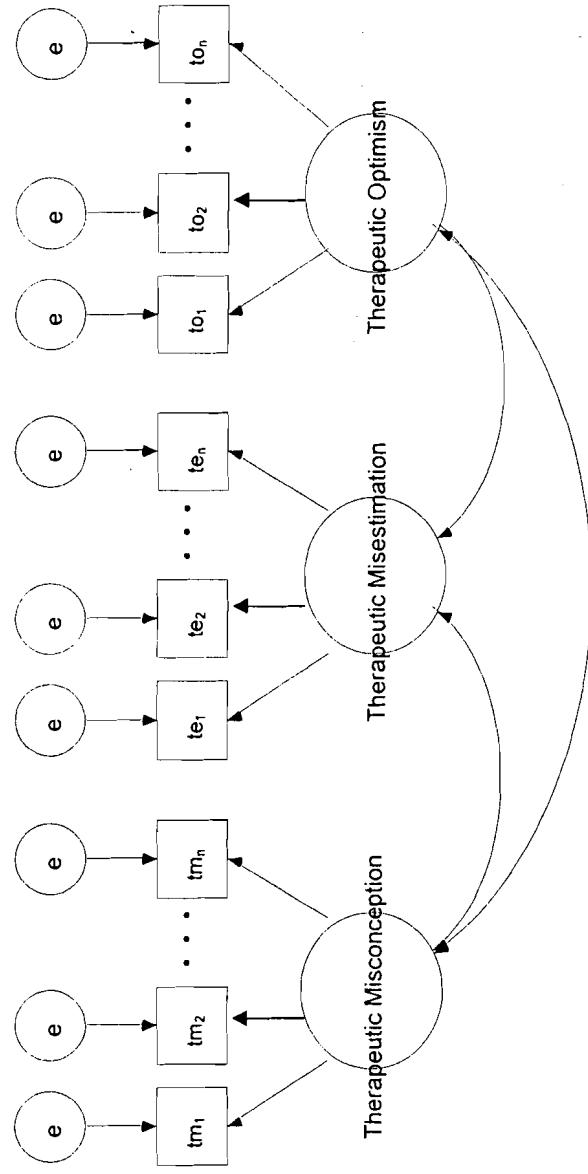 e e e e e e e e e
tm₁ tm₂ • • • tmₙ te₁ te₂ • • • teₙ to₁ to₂ • • • toₙ
Therapeutic Misconception
Therapeutic Misestimation
Therapeutic Optimism